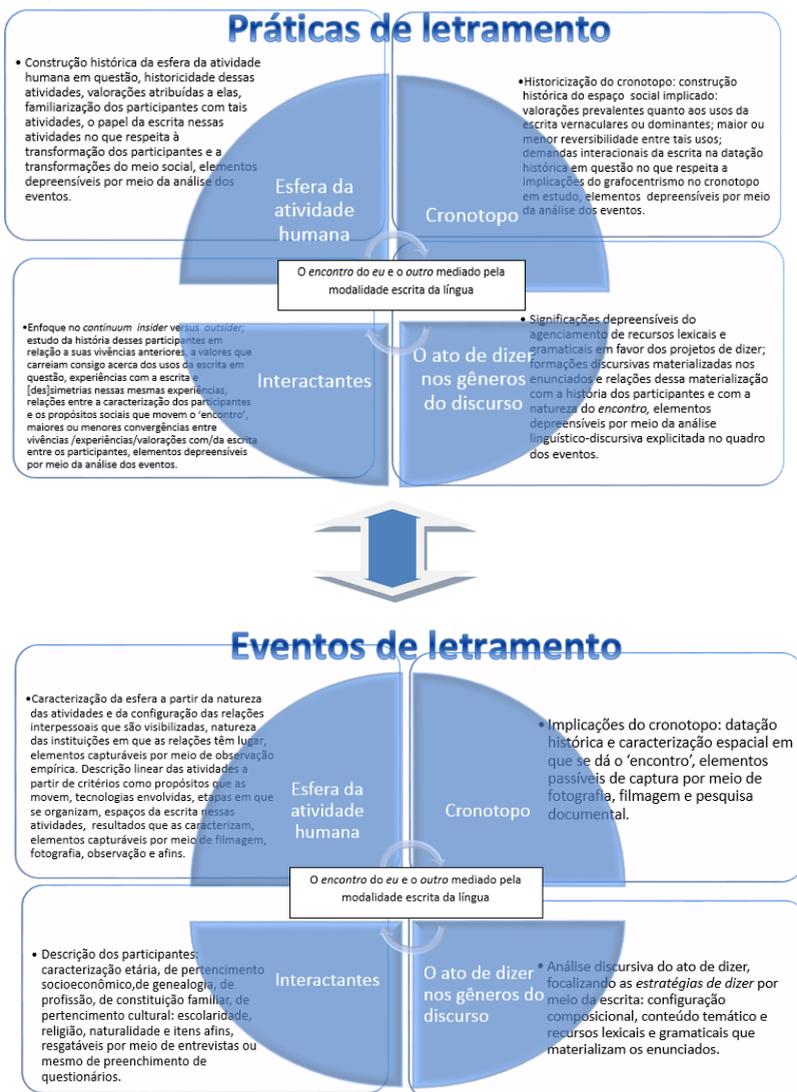 Práticas de letramento
• Construção histórica da esfera da atividade
humana em questão, historicidade dessas
atividades, valorações atribuídas a elas,
familiarização dos participantes com tais
atividades, o papel da escrita nessas
atividades no que respeita à
transformação dos participantes e a
transformações do meio social, elementos
depreensíveis por meio da análise dos
eventos.
Esfera da
atividade
humana
•Historicização do cronotopo: construção
histórica do espaço social implicado:
valorações prevalentes quanto aos usos da
escrita vernaculares ou dominantes; maior ou
menor reversibilidade entre tais usos;
demandas interacionais da escrita na datação
histórica em questão no que respeita a
implicações do grafocentrismo no cronotopo
em estudo, elementos depreensíveis por meio
da análise dos eventos.
Cronotopo
O encontro do eu e o outro mediado pela
modalidade escrita da língua
•Enfoque no continuum insider versus outsider;
estudo da história desses participantes em
relação a suas vivências anteriores, a valores que
carreiam consigo acerca dos usos da escrita em
questão, experiências com a escrita e
[des]simetrias nessas mesmas experiências,
relações entre a caracterização dos participantes
e os propósitos sociais que movem o ‘encontro’,
maiores ou menores convergências entre
vivências /experiências/valorações com/da escrita
entre os participantes, elementos depreensíveis
por meio da análise dos eventos.
Interactantes
O ato de dizer
nos gêneros
do discurso
• Significações depreensíveis do
agenciamento de recursos lexicais e
gramaticais em favor dos projetos de dizer;
formações discursivas materializadas nos
enunciados e relações dessa materialização
com a história dos participantes e com a
natureza do encontro, elementos
depreensíveis por meio da análise
linguístico-discursiva explicitada no quadro
dos eventos.
Eventos de letramento
•Caracterização da esfera a partir da natureza
das atividades e da configuração das relações
interpessoais que são visibilizadas, natureza
das instituições em que as relações têm lugar,
elementos capturáveis por meio de observação
empírica. Descrição linear das atividades a
partir de critérios como propósitos que as
movem, tecnologias envolvidas, etapas em que
se organizam, espaços da escrita nessas
atividades, resultados que as caracterizam,
elementos capturáveis por meio de filmagem,
fotografia, observação e afins.
Esfera da
atividade
humana
• Implicações do cronotopo: datação
histórica e caracterização espacial em
que se dá o ‘encontro’, elementos
passíveis de captura por meio de
fotografia, filmagem e pesquisa
documental.
Cronotopo
O encontro do eu e o outro mediado pela
modalidade escrita da língua
• Descrição dos participantes:
caracterização etária, de pertencimento
socioeconômico,de genealogia, de
profissão, de constituição familiar, de
pertencimento cultural: escolaridade,
religião, naturalidade e itens afins,
resgatáveis por meio de entrevistas ou
mesmo de preenchimento de
questionários.
Interactantes
O ato de dizer
nos gêneros do
discurso
• Análise discursiva do ato de dizer,
focalizando as estratégias de dizer por
meio da escrita: configuração
composicional, conteúdo temático e
recursos lexicais e gramaticais que
materializam os enunciados.